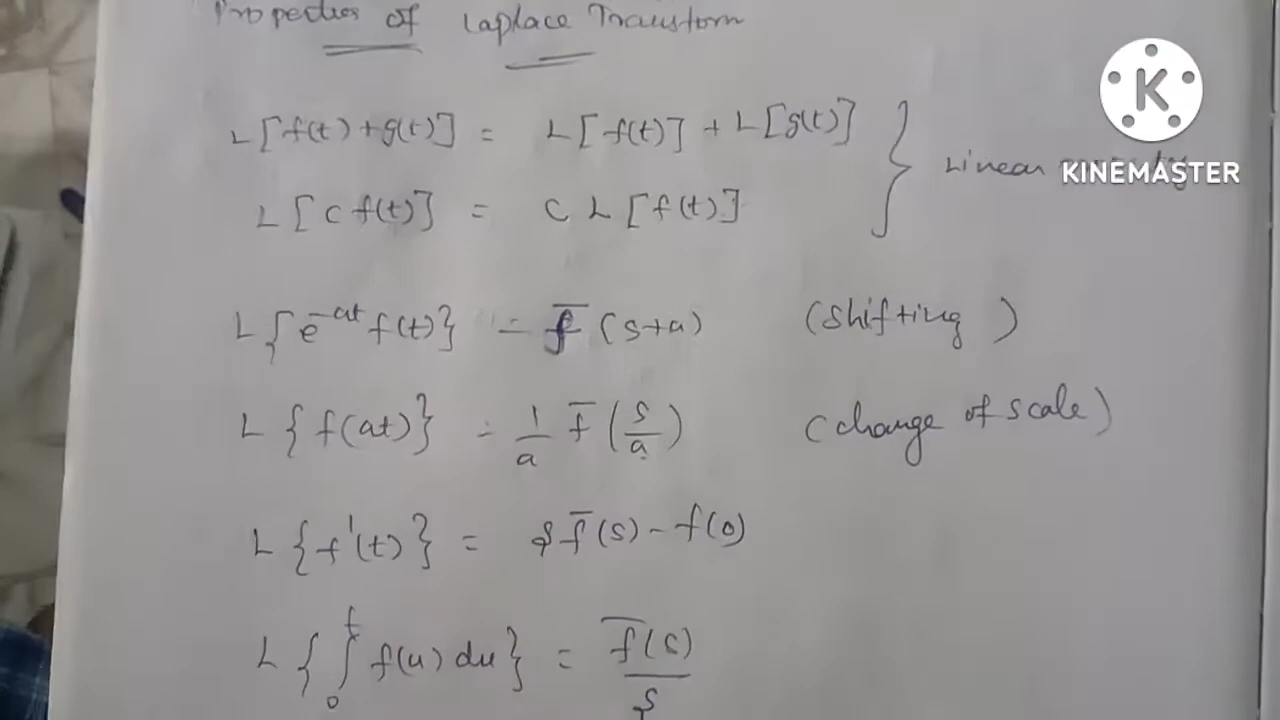 Properties of Laplace Transform
L[f(t) + g(t)] = L[f(t)] + L[g(t)] } Linear
K
KINEMASTER
L[c f(t)] = c L[f(t)]
L{e^{-at} f(t)} = f̅(s+a) (Shifting)
L{f(at)} = 1/a f̅(s/a) (change of scale)
L{f'(t)} = s f̅(s) - f(0)
L{∫₀ᵗ f(u) du} = f̅(s)/s